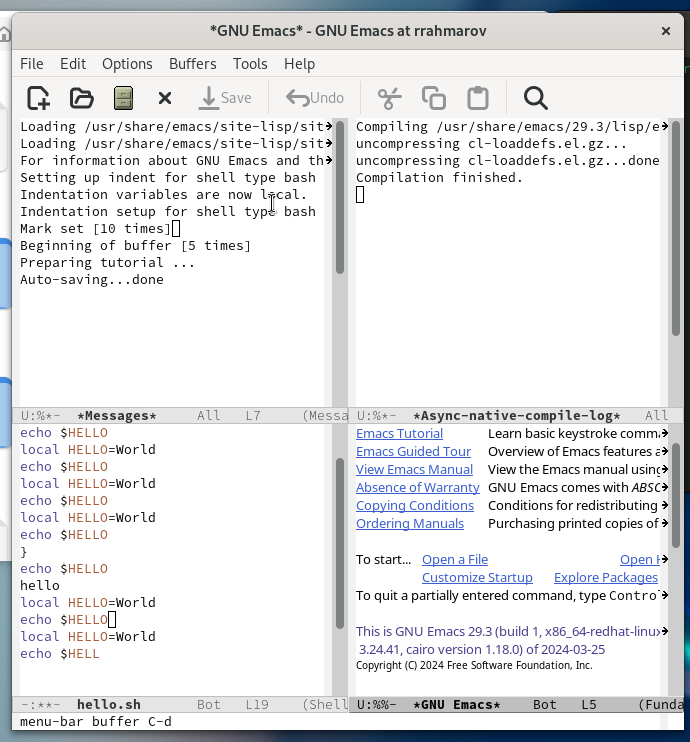 *GNU Emacs* - GNU Emacs at rrahmarov
File Edit Options Buffers Tools Help
Save Undo
Loading /usr/share/emacs/site-lisp/sit
Loading /usr/share/emacs/site-lisp/sit
For information about GNU Emacs and th
Setting up indent for shell type bash
Indentation variables are now local.
Indentation setup for shell type bash
Mark set [10 times]
Beginning of buffer [5 times]
Preparing tutorial ...
Auto-saving...done
U:%*- *Messages* All L7 (Messa
Compiling /usr/share/emacs/29.3/lisp/e
uncompressing cl-loaddefs.el.gz...
uncompressing cl-loaddefs.el.gz...done
Compilation finished.
U:%*- *Async-native-compile-log* All
echo $HELLO
local HELLO=World
echo $HELLO
local HELLO=World
echo $HELLO
local HELLO=World
echo $HELLO
}
echo $HELLO
hello
local HELLO=World
echo $HELLO
local HELLO=World
echo $HELL
-:**- hello.sh Bot L19 (Shell
Emacs Tutorial Learn basic keystroke comma
Emacs Guided Tour Overview of Emacs features a
View Emacs Manual View the Emacs manual using
Absence of Warranty GNU Emacs comes with ABSO
Copying Conditions Conditions for redistributing
Ordering Manuals Purchasing printed copies of
To start... Open a File Open H
Customize Startup Explore Packages
To quit a partially entered command, type Contro
This is GNU Emacs 29.3 (build 1, x86_64-redhat-linux
3.24.41, cairo version 1.18.0) of 2024-03-25
Copyright (C) 2024 Free Software Foundation, Inc.
U:%%- *GNU Emacs* Bot L5 (Funda
menu-bar buffer C-d